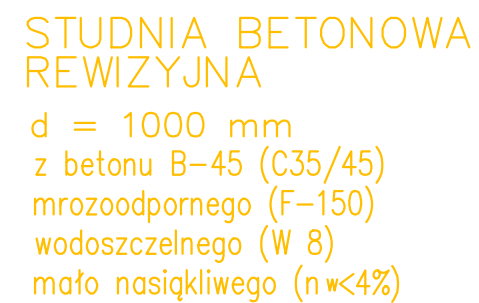 STUDNIA BETONOWA
REWIZYJNA
d = 1000 mm
z betonu B-45 (C35/45)
mrozoodpornego (F-150)
wodoszczelnego (W 8)
mało nasiąkliwego (n w<4%)